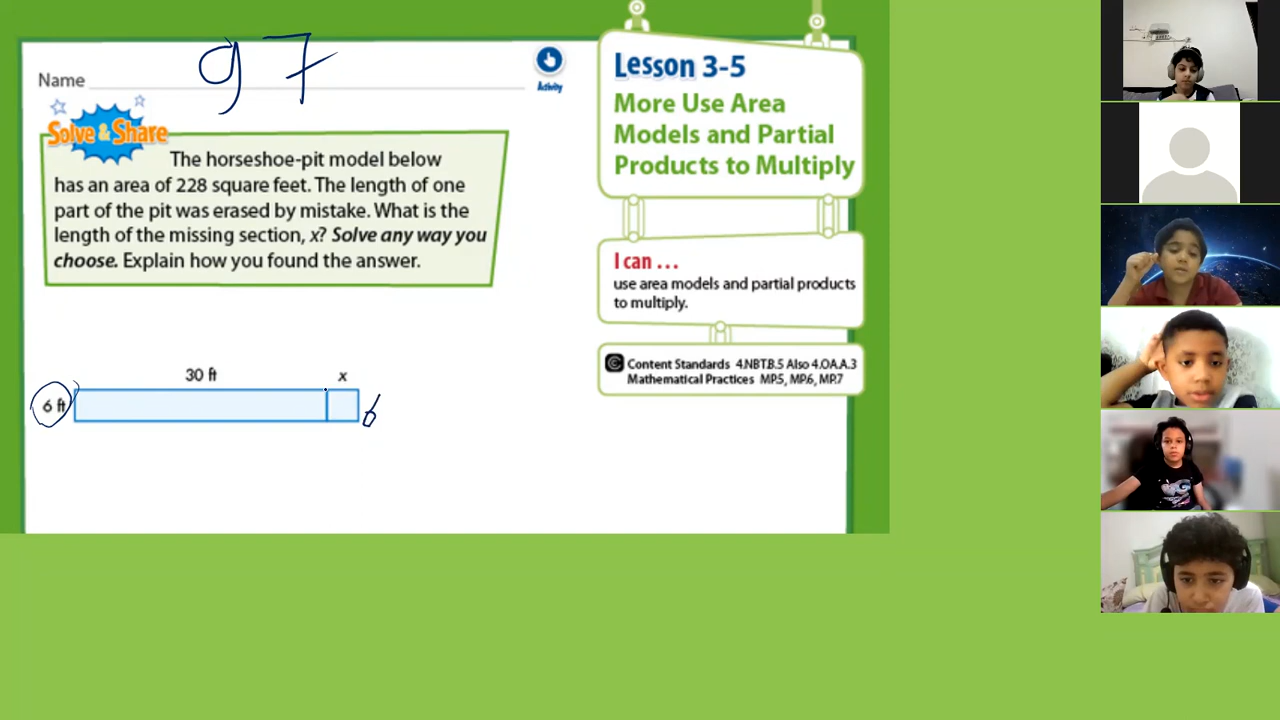 Name 97
Activity
Solve & Share
The horseshoe-pit model below
has an area of 228 square feet. The length of one
part of the pit was erased by mistake. What is the
length of the missing section, x? Solve any way you
choose. Explain how you found the answer.
30 ft x
6 ft 6
Lesson 3-5
More Use Area
Models and Partial
Products to Multiply
I can ...
use area models and partial products
to multiply.
Content Standards 4.NBT.B.5 Also 4.OA.A.3
Mathematical Practices MP.5, MP.6, MP.7